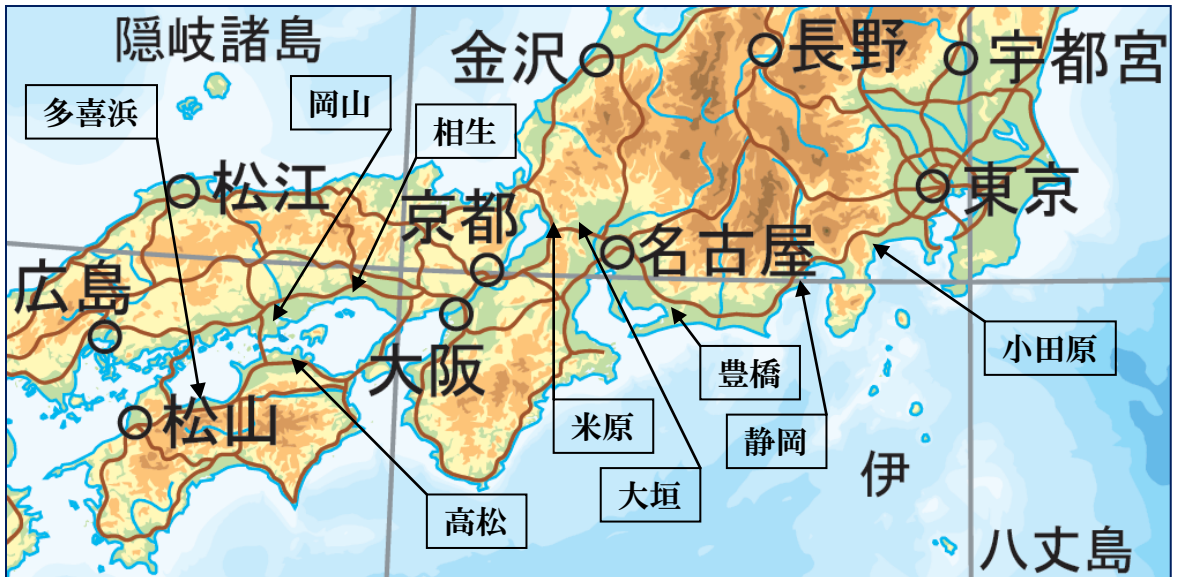 隠岐諸島
金沢
長野
宇都宮
多喜浜
岡山
相生
松江
京都
東京
名古屋
広島
小田原
大阪
豊橋
松山
米原
静岡
大垣
伊
高松
八丈島